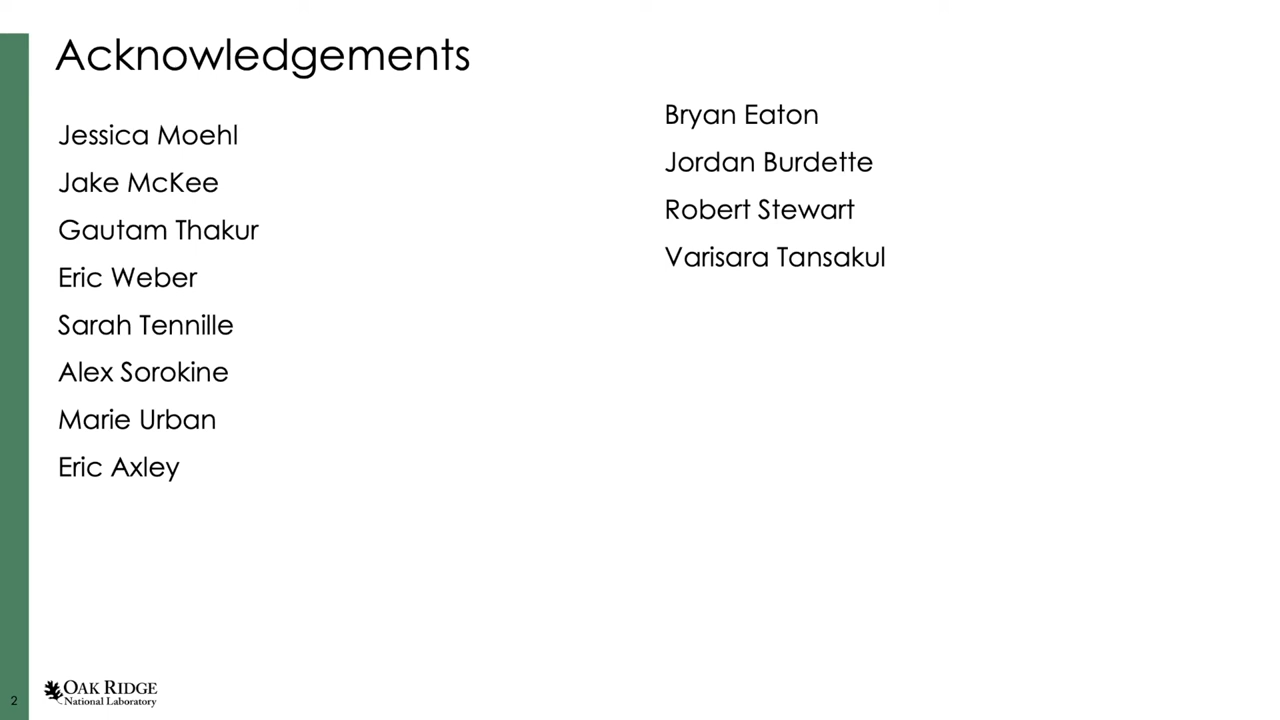 Acknowledgements
Jessica Moehl
Jake McKee
Gautam Thakur
Eric Weber
Sarah Tennille
Alex Sorokine
Marie Urban
Eric Axley
Bryan Eaton
Jordan Burdette
Robert Stewart
Varisara Tansakul
2
OAK RIDGE
National Laboratory